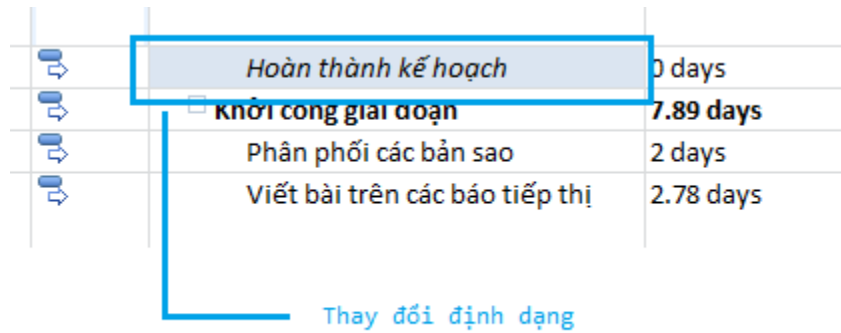 Hoàn thành kế hoạch 0 days
Khởi công giai đoạn 7.89 days
Phân phối các bản sao 2 days
Viết bài trên các báo tiếp thị 2.78 days
Thay đổi định dạng